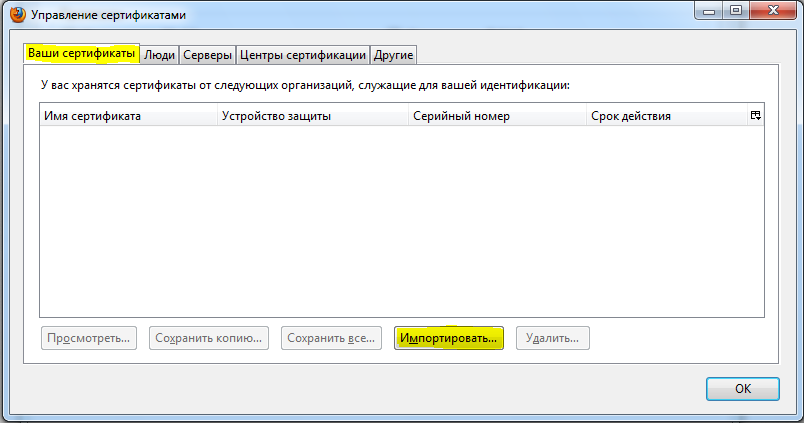 Управление сертификатами
Ваши сертификаты Люди Серверы Центры сертификации Другие
У вас хранятся сертификаты от следующих организаций, служащие для вашей идентификации:
Имя сертификата Устройство защиты Серийный номер Срок действия
Просмотреть... Сохранить копию... Сохранить все... Импортировать... Удалить...
OK